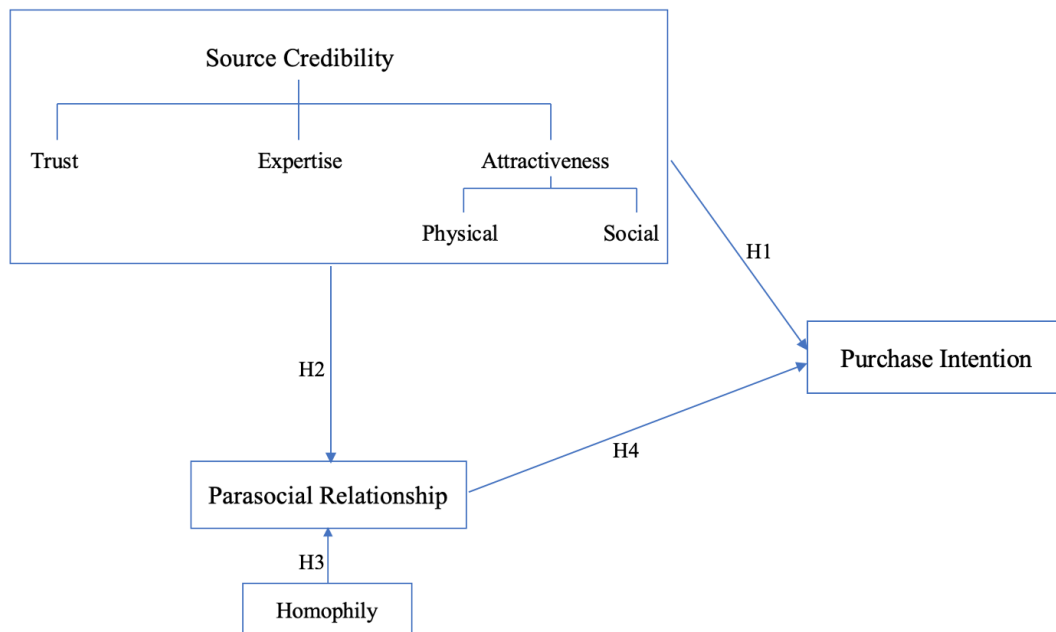 Source Credibility
Trust
Expertise
Attractiveness
Physical
Social
H1
Purchase Intention
H2
H4
Parasocial Relationship
H3
Homophily